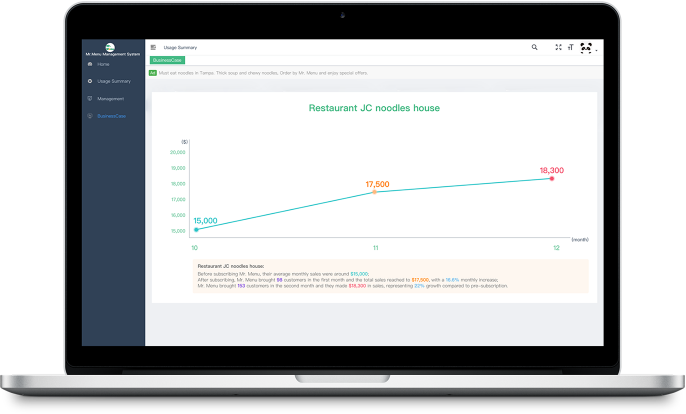 Mr.Menu Management System
Usage Summary
Home
BusinessCase
Ad Must eat noodles in Tampa. Thick soup and chewy noodles, Order by Mr. Menu and enjoy special offers.
Usage Summary
Management
BusinessCase
Restaurant JC noodles house
($)
20,000
19,000
18,000
17,000
16,000
15,000
15,000
17,500
18,300
10
11
12
(month)
Restaurant JC noodles house:
Before subscribing Mr. Menu, their average monthly sales were around $15,000;
After subscribing, Mr. Menu brought 98 customers in the first month and the total sales reached to $17,500, with a 16.6% monthly increase;
Mr. Menu brought 153 customers in the second month and they made $18,300 in sales, representing 22% growth compared to pre-subscription.